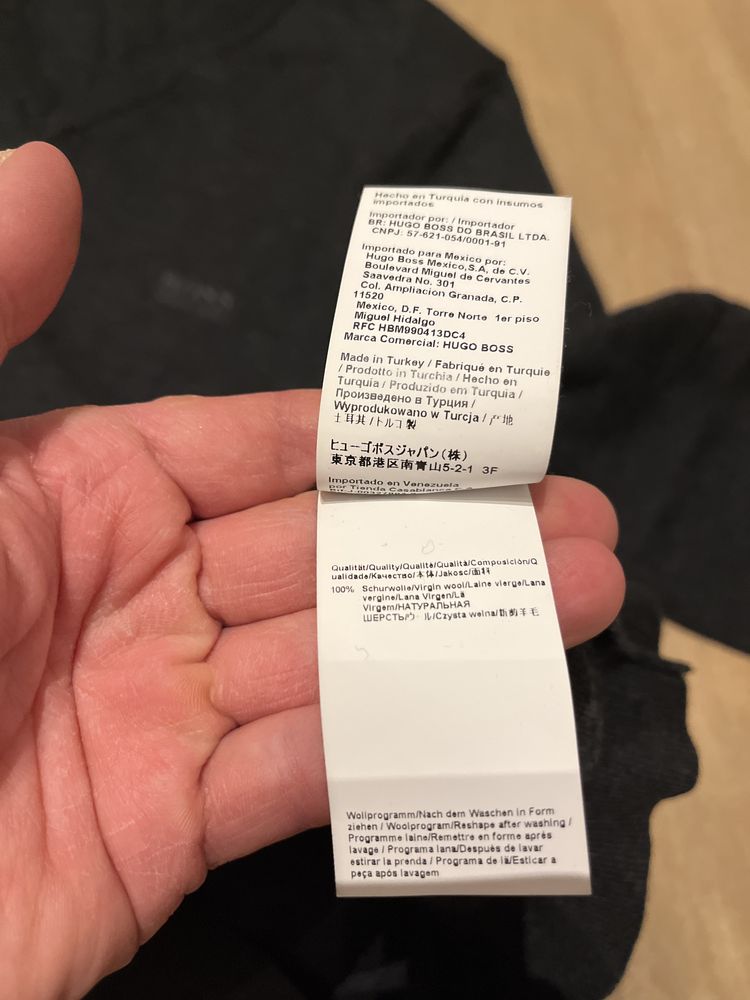 Hecho en Turquia con insumos
importados
Importador por: / Importador
BR: HUGO BOSS DO BRASIL LTDA.
CNPJ: 57-621-054/0001-91
Importado para Mexico por:
Hugo Boss Mexico,S.A, de C.V.
Boulevard Miguel de Cervantes
Saavedra No. 301
Col. Ampliacion Granada, C.P.
11520
Mexico, D.F. Torre Norte 1er piso
Miguel Hidalgo
RFC HBM990413DC4
Marca Comercial: HUGO BOSS
Made in Turkey / Fabriqué en Turquie
/ Prodotto in Turchia / Hecho en
Turquia / Produzido em Turquia /
Произведено в Турции /
Wyprodukowano w Turcja / 产地
土耳其 / トルコ製
ヒューゴボスジャパン(株)
東京都港区南青山5-2-1 3F
Importado en Venezuela
por Tienda Casablanca
Qualität/Quality/Qualité/Qualità/Composición/Q
ualidade/Качество/本体/Jakosc/面料
100% Schurwolle/Virgin wool/Laine vierge/Lana
vergine/Lana Virgen/Lã
Virgem/НАТУРАЛЬНАЯ
ШЕРСТЬ/ウール/Czysta welna/新的羊毛
Wollprogramm/Nach dem Waschen in Form
ziehen / Woolprogram/Reshape after washing /
Programme laine/Remettre en forme après
lavage / Programa lana/Después de lavar
estirar la prenda / Programa de lã/Esticar a
peça após lavagem